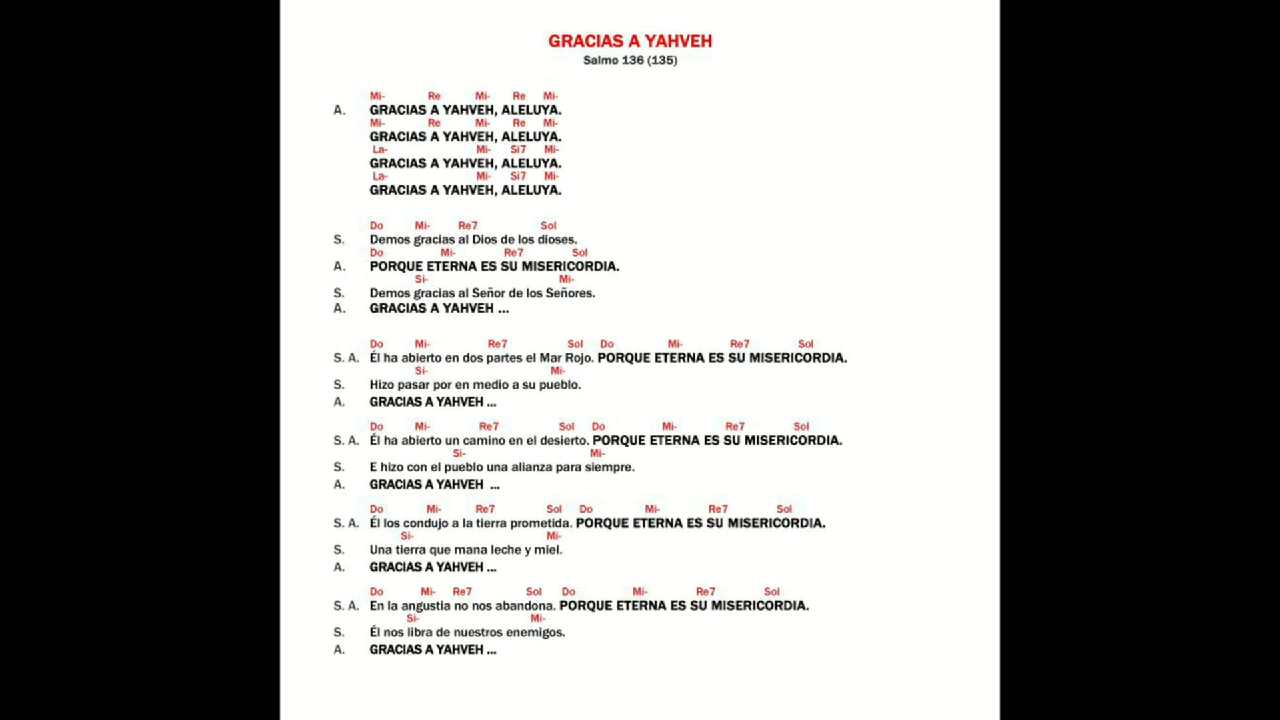 GRACIAS A YAHVEH
Salmo 136 (135)
Mi- Re Mi- Re Mi-
A. GRACIAS A YAHVEH, ALELUYA.
Mi- Re Mi- Re Mi-
GRACIAS A YAHVEH, ALELUYA.
La- Mi- Si7 Mi-
GRACIAS A YAHVEH, ALELUYA.
La- Mi- Si7 Mi-
GRACIAS A YAHVEH, ALELUYA.
Do Mi- Re7 Sol
S. Demos gracias al Dios de los dioses,
Do Mi- Re7 Sol
A. PORQUE ETERNA ES SU MISERICORDIA.
Si- Mi-
S. Demos gracias al Señor de los Señores.
A. GRACIAS A YAHVEH ...
Do Mi- Re7 Sol Do Mi- Re7 Sol
S. A. Él ha abierto en dos partes el Mar Rojo. PORQUE ETERNA ES SU MISERICORDIA.
Si- Mi-
S. Hizo pasar por en medio a su pueblo.
A. GRACIAS A YAHVEH ...
Do Mi- Re7 Sol Do Mi- Re7 Sol
S. A. Él ha abierto un camino en el desierto. PORQUE ETERNA ES SU MISERICORDIA.
Si- Mi-
S. E hizo con el pueblo una alianza para siempre.
A. GRACIAS A YAHVEH ...
Do Mi- Re7 Sol Do Mi- Re7 Sol
S. A. Él los condujo a la tierra prometida. PORQUE ETERNA ES SU MISERICORDIA.
Si- Mi-
S. Una tierra que mana leche y miel.
A. GRACIAS A YAHVEH ...
Do Mi- Re7 Sol Do Mi- Re7 Sol
S. A. En la angustia no nos abandona. PORQUE ETERNA ES SU MISERICORDIA.
Si- Mi-
S. Él nos libra de nuestros enemigos.
A. GRACIAS A YAHVEH ...